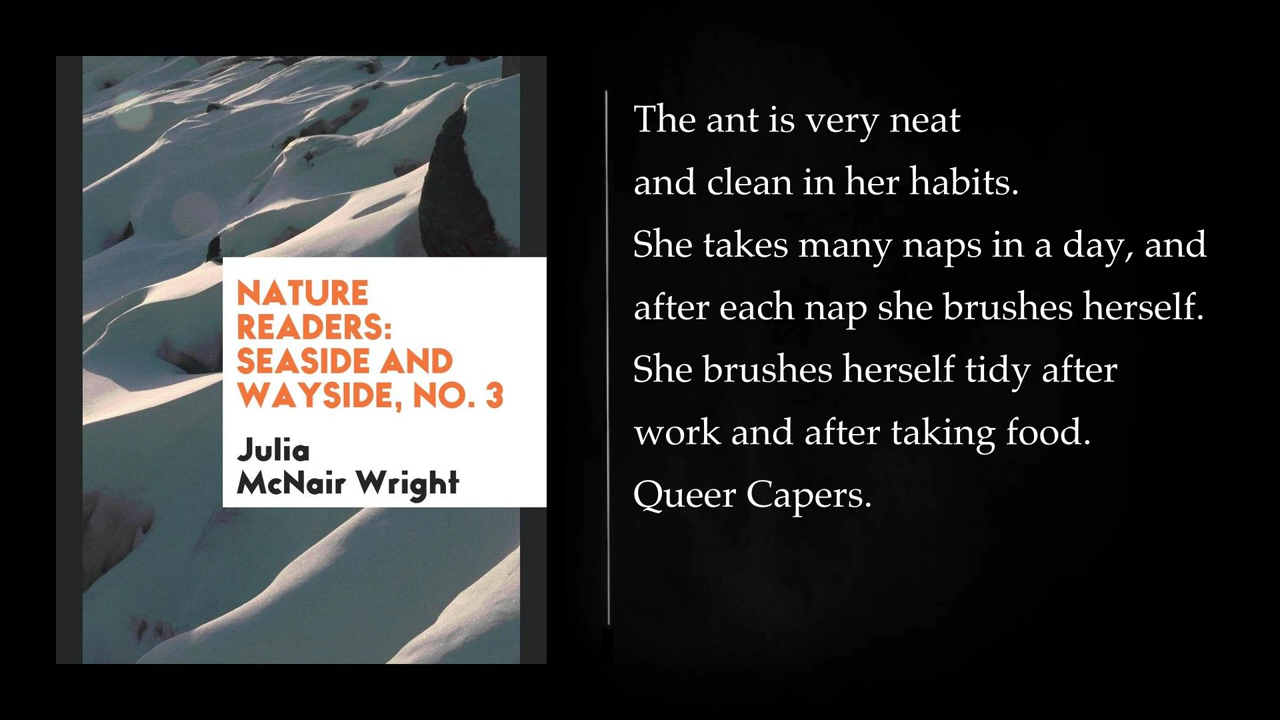 NATURE
READERS:
SEASIDE AND
WAYSIDE, NO. 3
Julia
McNair Wright
The ant is very neat
and clean in her habits.
She takes many naps in a day, and
after each nap she brushes herself.
She brushes herself tidy after
work and after taking food.
Queer Capers.